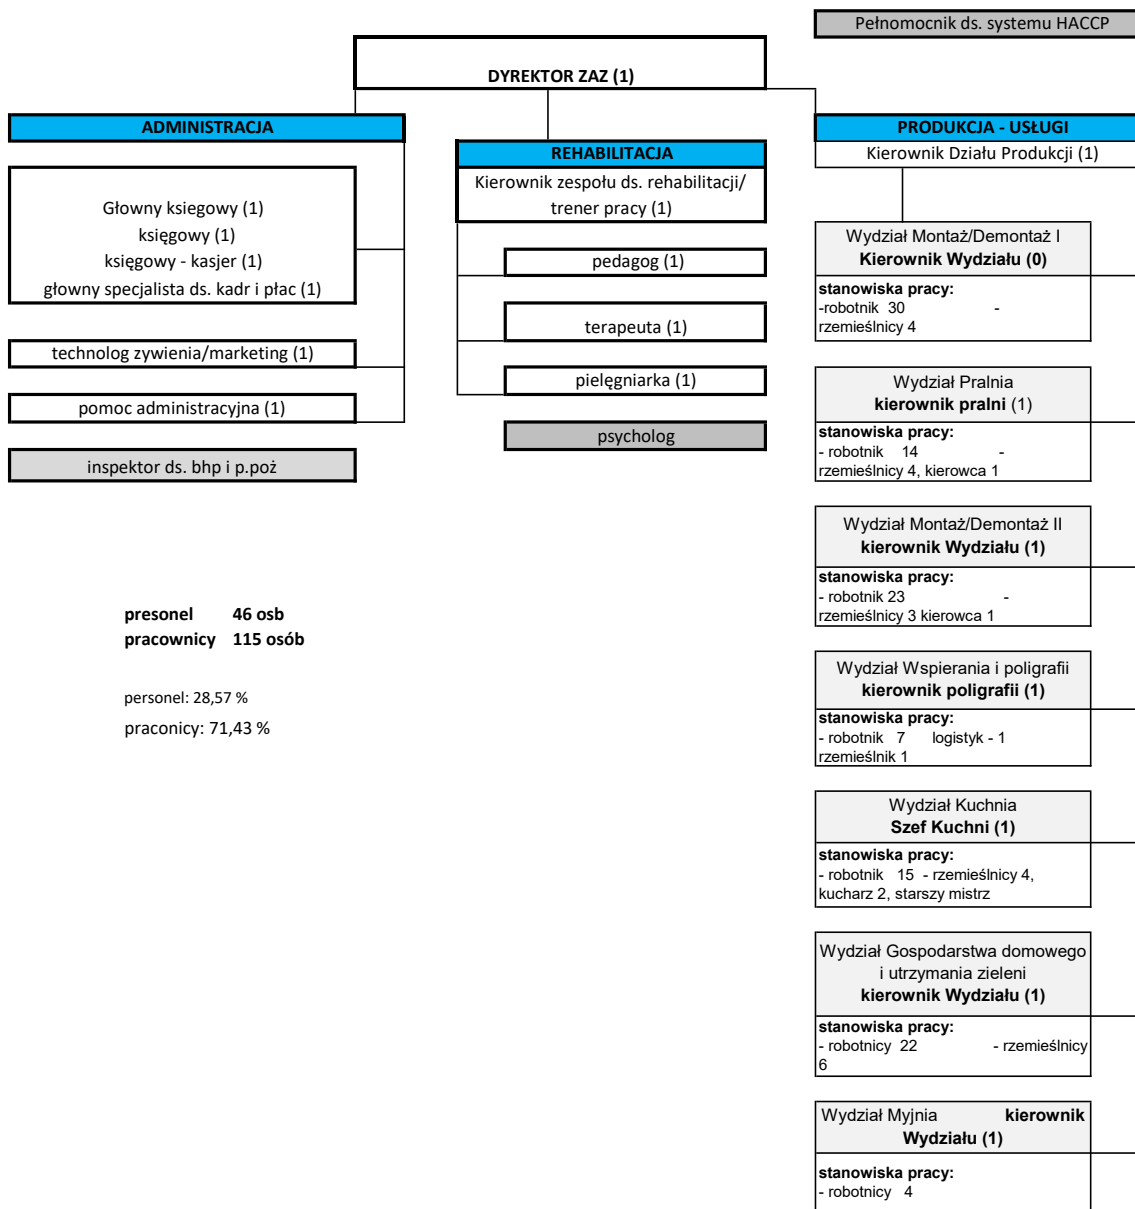 Pełnomocnik ds. systemu HACCP
DYREKTOR ZAZ (1)
ADMINISTRACJA
Głowny ksiegowy (1)
księgowy (1)
księgowy - kasjer (1)
głowny specjalista ds. kadr i płac (1)
technolog zywienia/marketing (1)
pomoc administracyjna (1)
inspektor ds. bhp i p.poż
REHABILITACJA
Kierownik zespołu ds. rehabilitacji/
trener pracy (1)
pedagog (1)
terapeuta (1)
pielęgniarka (1)
psycholog
PRODUKCJA - USŁUGI
Kierownik Działu Produkcji (1)
Wydział Montaż/Demontaż I
Kierownik Wydziału (0)
stanowiska pracy:
-robotnik 30 -
rzemieślnicy 4
Wydział Pralnia
kierownik pralni (1)
stanowiska pracy:
- robotnik 14 -
rzemieślnicy 4, kierowca 1
Wydział Montaż/Demontaż II
kierownik Wydziału (1)
stanowiska pracy:
- robotnik 23 -
rzemieślnicy 3 kierowca 1
Wydział Wspierania i poligrafii
kierownik poligrafii (1)
stanowiska pracy:
- robotnik 7 logistyk - 1
rzemieślnik 1
Wydział Kuchnia
Szef Kuchni (1)
stanowiska pracy:
- robotnik 15 - rzemieślnicy 4,
kucharz 2, starszy mistrz
Wydział Gospodarstwa domowego
i utrzymania zieleni
kierownik Wydziału (1)
stanowiska pracy:
- robotnicy 22 - rzemieślnicy
6
Wydział Myjnia kierownik
Wydziału (1)
stanowiska pracy:
- robotnicy 4
presonel 46 osb
pracownicy 115 osób
personel: 28,57 %
praconicy: 71,43 %